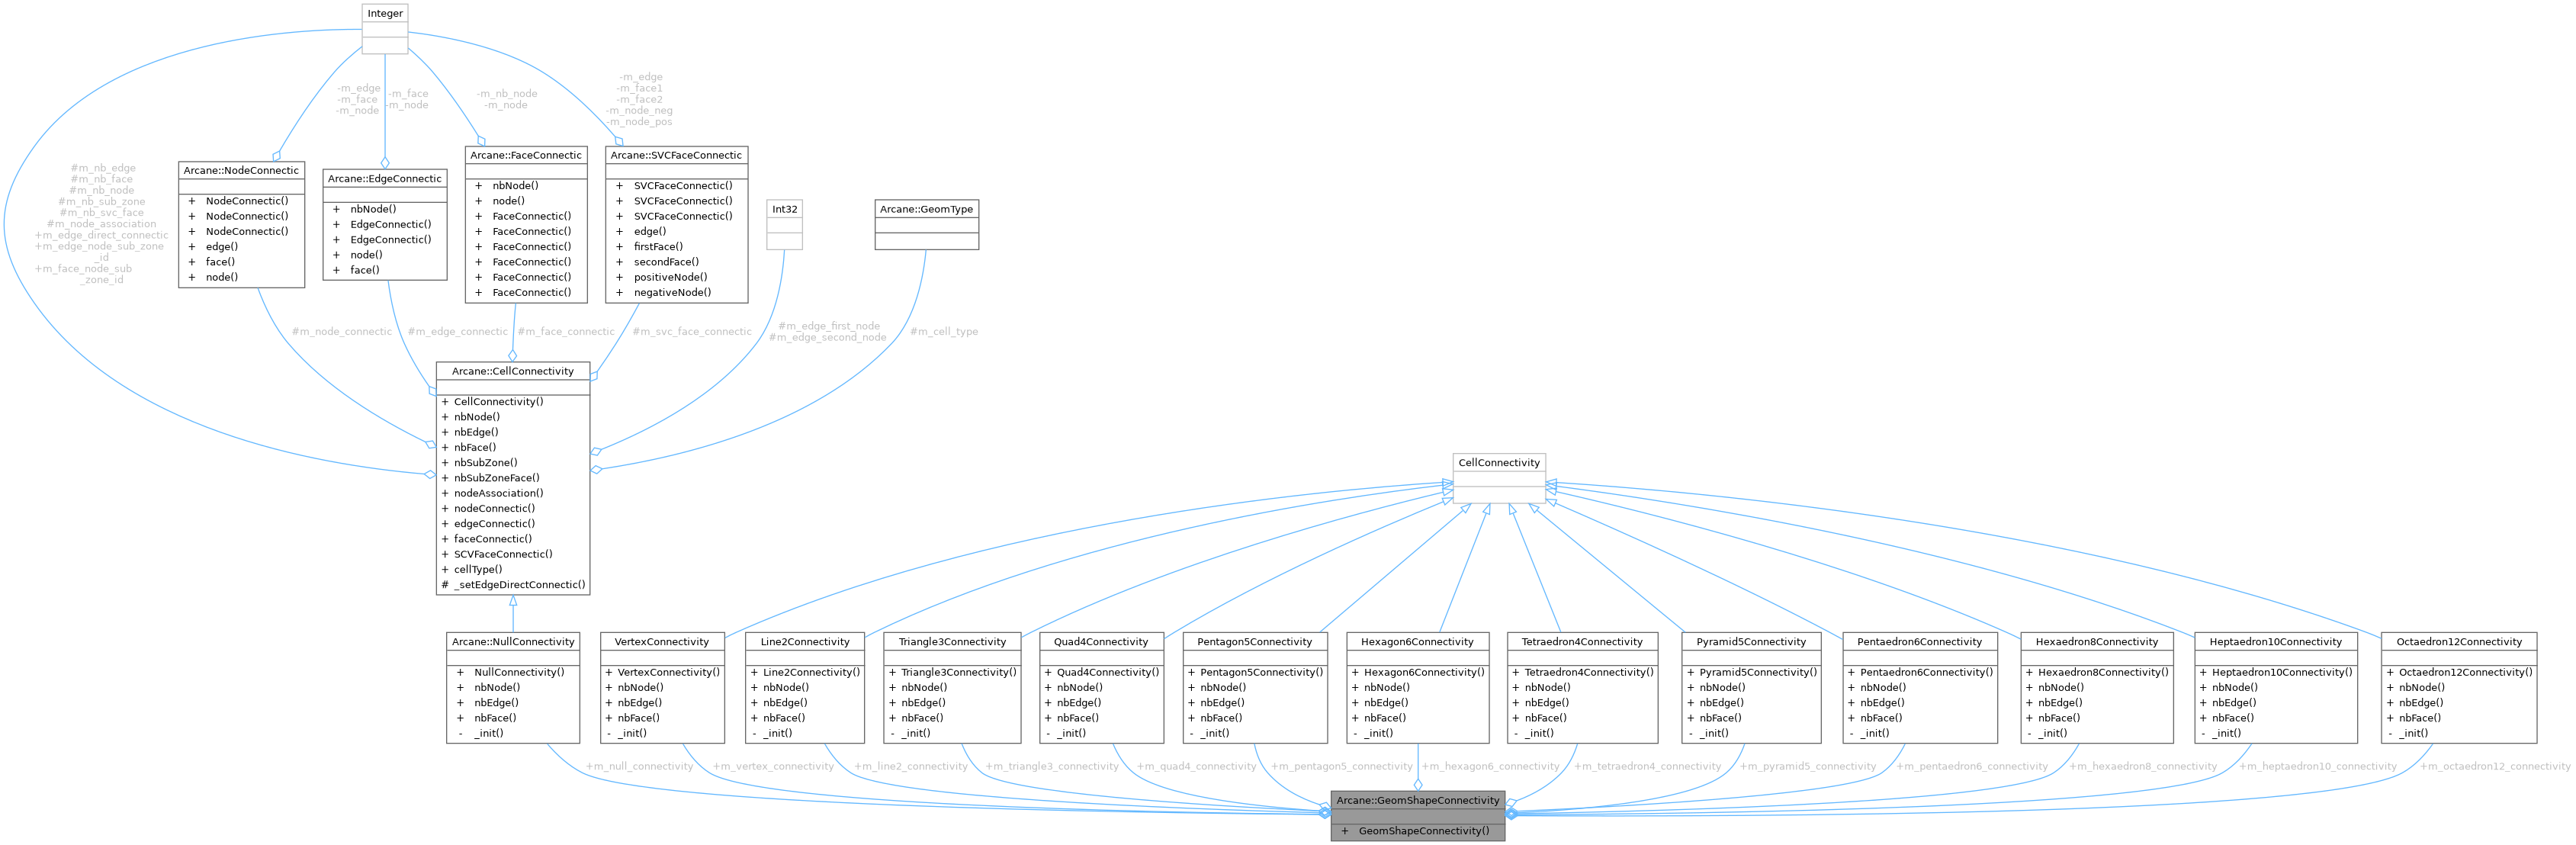 Integer
-m_edge
-m_face
-m_node
-m_face
-m_node
-m_nb_node
-m_node
-m_edge
-m_face1
-m_face2
-m_node_neg
-m_node_pos
#m_nb_edge
#m_nb_face
#m_nb_node
#m_nb_sub_zone
#m_nb_svc_face
#m_node_association
+m_edge_direct_connectic
+m_edge_node_sub_zone
_id
+m_face_node_sub
_zone_id
Arcane::NodeConnectic
+ NodeConnectic()
+ NodeConnectic()
+ NodeConnectic()
+ edge()
+ face()
+ node()
Arcane::EdgeConnectic
+ nbNode()
+ EdgeConnectic()
+ EdgeConnectic()
+ node()
+ face()
Arcane::FaceConnectic
+ nbNode()
+ node()
+ FaceConnectic()
+ FaceConnectic()
+ FaceConnectic()
+ FaceConnectic()
+ FaceConnectic()
+ FaceConnectic()
Arcane::SVCFaceConnectic
+ SVCFaceConnectic()
+ SVCFaceConnectic()
+ SVCFaceConnectic()
+ edge()
+ firstFace()
+ secondFace()
+ positiveNode()
+ negativeNode()
Int32
Arcane::GeomType
#m_node_connectic
#m_edge_connectic
#m_face_connectic
#m_svc_face_connectic
#m_edge_first_node
#m_edge_second_node
#m_cell_type
Arcane::CellConnectivity
+ CellConnectivity()
+ nbNode()
+ nbEdge()
+ nbFace()
+ nbSubZone()
+ nbSubZoneFace()
+ nodeAssociation()
+ nodeConnectic()
+ edgeConnectic()
+ faceConnectic()
+ SCVFaceConnectic()
+ cellType()
# _setEdgeDirectConnectic()
CellConnectivity
Arcane::NullConnectivity
+ NullConnectivity()
+ nbNode()
+ nbEdge()
+ nbFace()
- _init()
VertexConnectivity
+ VertexConnectivity()
+ nbNode()
+ nbEdge()
+ nbFace()
- _init()
Line2Connectivity
+ Line2Connectivity()
+ nbNode()
+ nbEdge()
+ nbFace()
- _init()
Triangle3Connectivity
+ Triangle3Connectivity()
+ nbNode()
+ nbEdge()
+ nbFace()
- _init()
Quad4Connectivity
+ Quad4Connectivity()
+ nbNode()
+ nbEdge()
+ nbFace()
- _init()
Pentagon5Connectivity
+ Pentagon5Connectivity()
+ nbNode()
+ nbEdge()
+ nbFace()
- _init()
Hexagon6Connectivity
+ Hexagon6Connectivity()
+ nbNode()
+ nbEdge()
+ nbFace()
- _init()
Tetraedron4Connectivity
+ Tetraedron4Connectivity()
+ nbNode()
+ nbEdge()
+ nbFace()
- _init()
Pyramid5Connectivity
+ Pyramid5Connectivity()
+ nbNode()
+ nbEdge()
+ nbFace()
- _init()
Pentaedron6Connectivity
+ Pentaedron6Connectivity()
+ nbNode()
+ nbEdge()
+ nbFace()
- _init()
Hexaedron8Connectivity
+ Hexaedron8Connectivity()
+ nbNode()
+ nbEdge()
+ nbFace()
- _init()
Heptaedron10Connectivity
+ Heptaedron10Connectivity()
+ nbNode()
+ nbEdge()
+ nbFace()
- _init()
Octaedron12Connectivity
+ Octaedron12Connectivity()
+ nbNode()
+ nbEdge()
+ nbFace()
- _init()
+m_null_connectivity
+m_vertex_connectivity
+m_line2_connectivity
+m_triangle3_connectivity
+m_quad4_connectivity
+m_pentagon5_connectivity
+m_hexagon6_connectivity
+m_tetraedron4_connectivity
+m_pyramid5_connectivity
+m_pentaedron6_connectivity
+m_hexaedron8_connectivity
+m_heptaedron10_connectivity
+m_octaedron12_connectivity
Arcane::GeomShapeConnectivity
+ GeomShapeConnectivity()